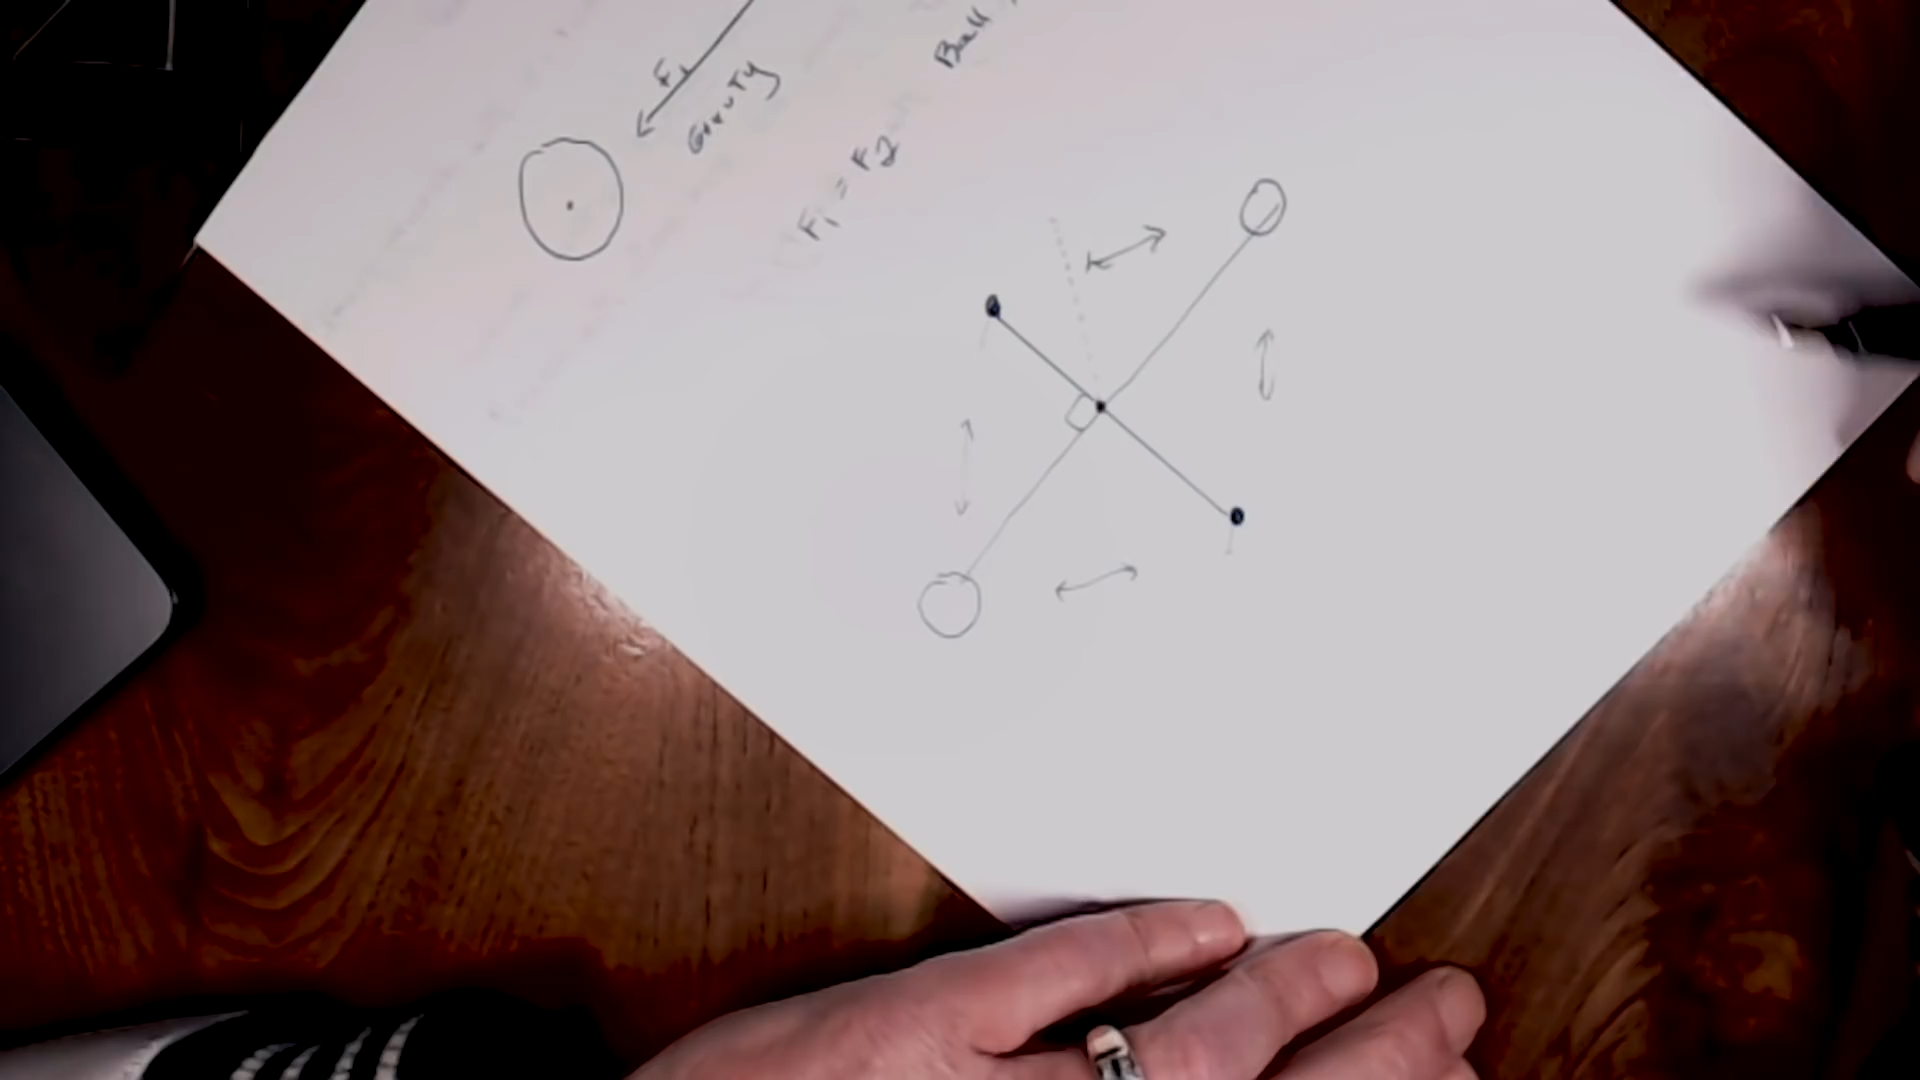 F₁
Gravity
F₁ = F₂
Ball